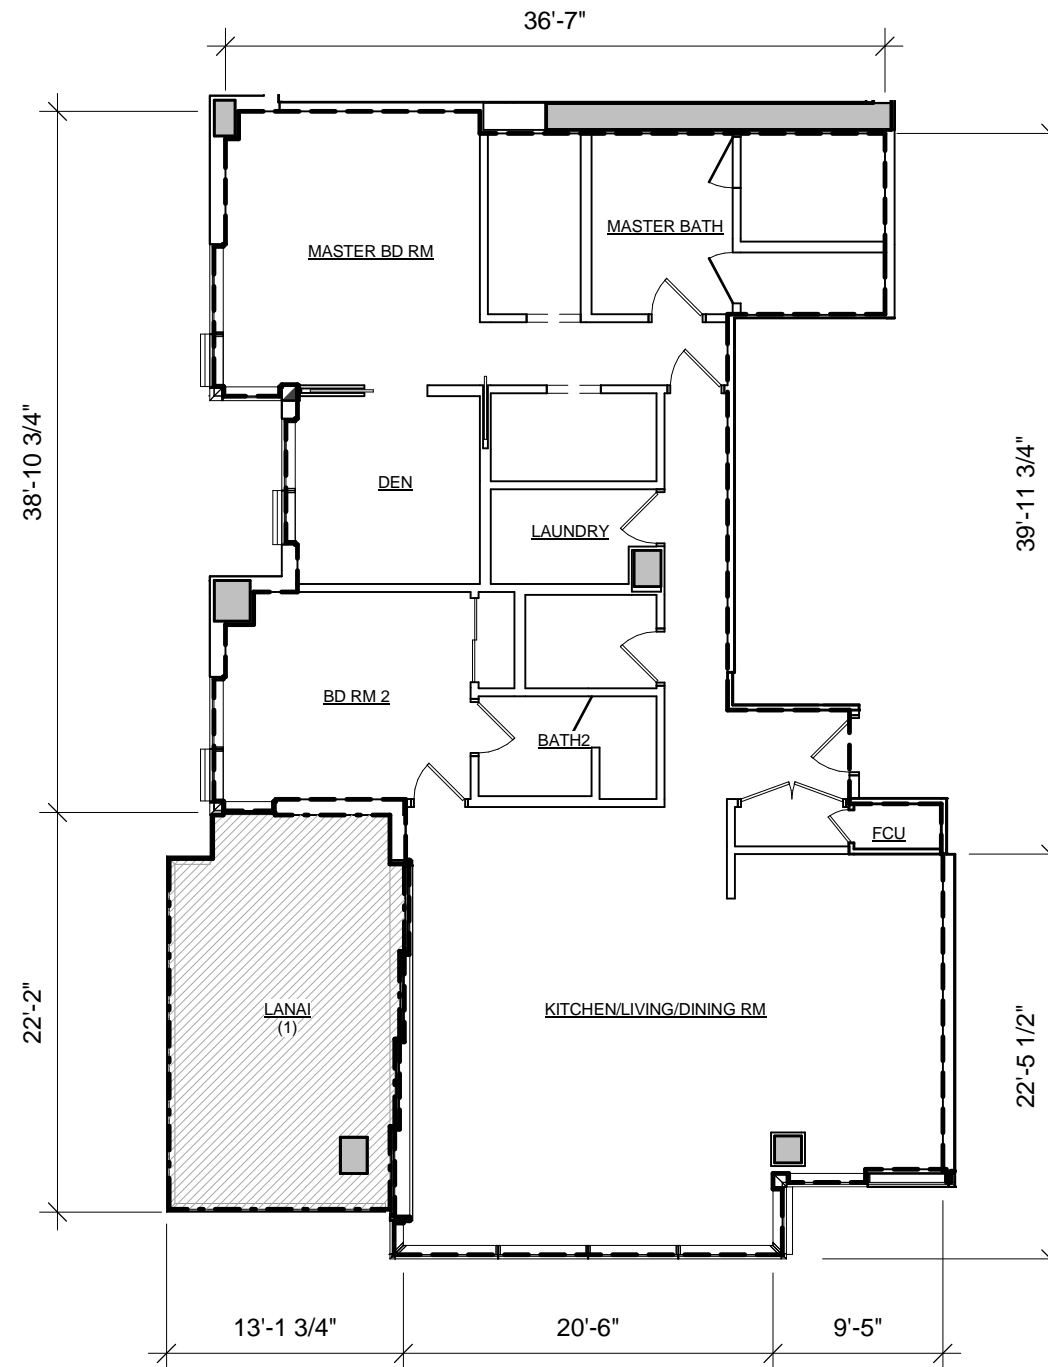 36'-7"
MASTER BATH
MASTER BD RM
38'-10 3/4"
39'-11 3/4"
DEN
LAUNDRY
BD RM 2
BATH2
FCU
22'-2"
LANAI
(1)
KITCHEN/LIVING/DINING RM
22'-5 1/2"
13'-1 3/4"
20'-6"
9'-5"